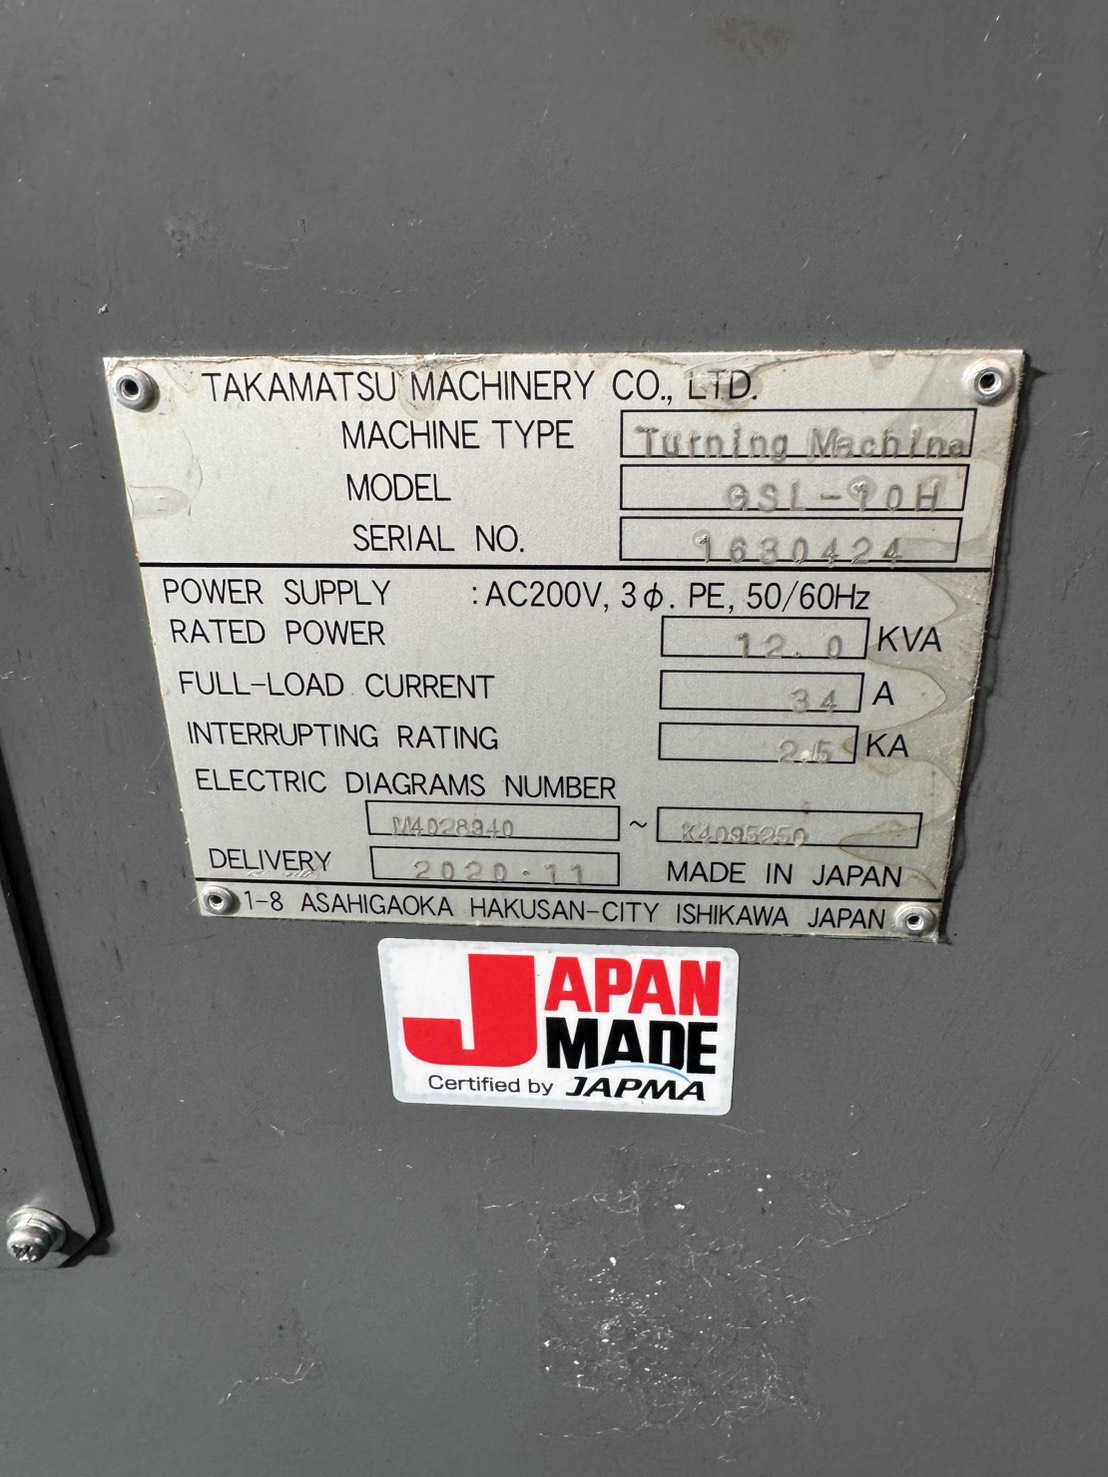 TAKAMATSU MACHINERY CO., LTD.
MACHINE TYPE Turning Machine
MODEL GSL-10H
SERIAL NO. 1630424
POWER SUPPLY : AC200V, 3φ. PE, 50/60Hz
RATED POWER 12.0 KVA
FULL-LOAD CURRENT 34 A
INTERRUPTING RATING 2.5 KA
ELECTRIC DIAGRAMS NUMBER
M4028940 ~ K4095250
DELIVERY 2020.11 MADE IN JAPAN
1-8 ASAHIGAOKA HAKUSAN-CITY ISHIKAWA JAPAN
JAPAN
MADE
Certified by JAPMA